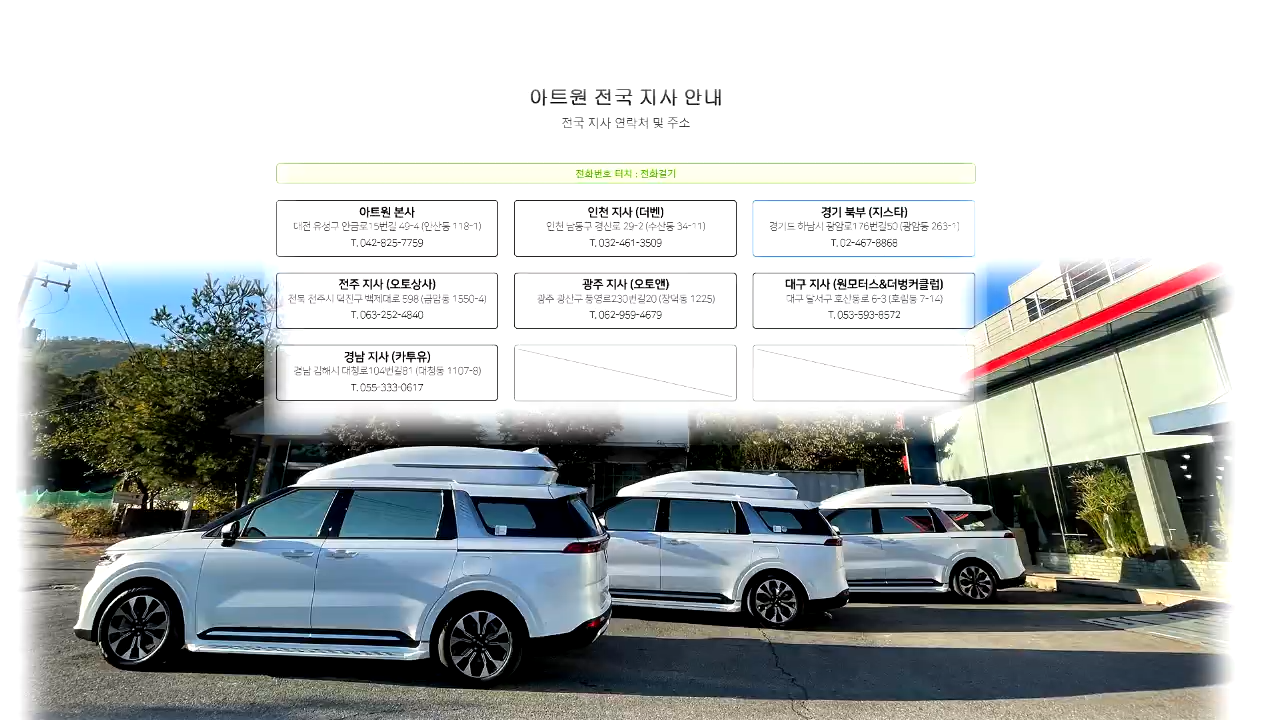 아트원 전국 지사 안내
전국 지사 연락처 및 주소
전화번호 터치 : 전화걸기
아트원 본사
대전 유성구 안금로15번길 49-4 (안산동 118-1)
T. 042-825-7759
인천 지사 (더벤)
인천 남동구 경신로 29-2 (수산동 34-11)
T. 032-461-3509
경기 북부 (지스타)
경기도 하남시 광암로176번길50 (광암동 263-1)
T. 02-467-8868
전주 지사 (오토상사)
전북 전주시 덕진구 백제대로 598 (금암동 1550-4)
T. 063-252-4840
광주 지사 (오토앤)
광주 광산구 풍영로230번길20 (장덕동 1225)
T. 062-959-4679
대구 지사 (원모터스&더벙커클럽)
대구 달서구 호산동로 6-3 (호림동 7-14)
T. 053-593-8572
경남 지사 (카투유)
경남 김해시 대청로104번길81 (대청동 1107-8)
T. 055-333-0617